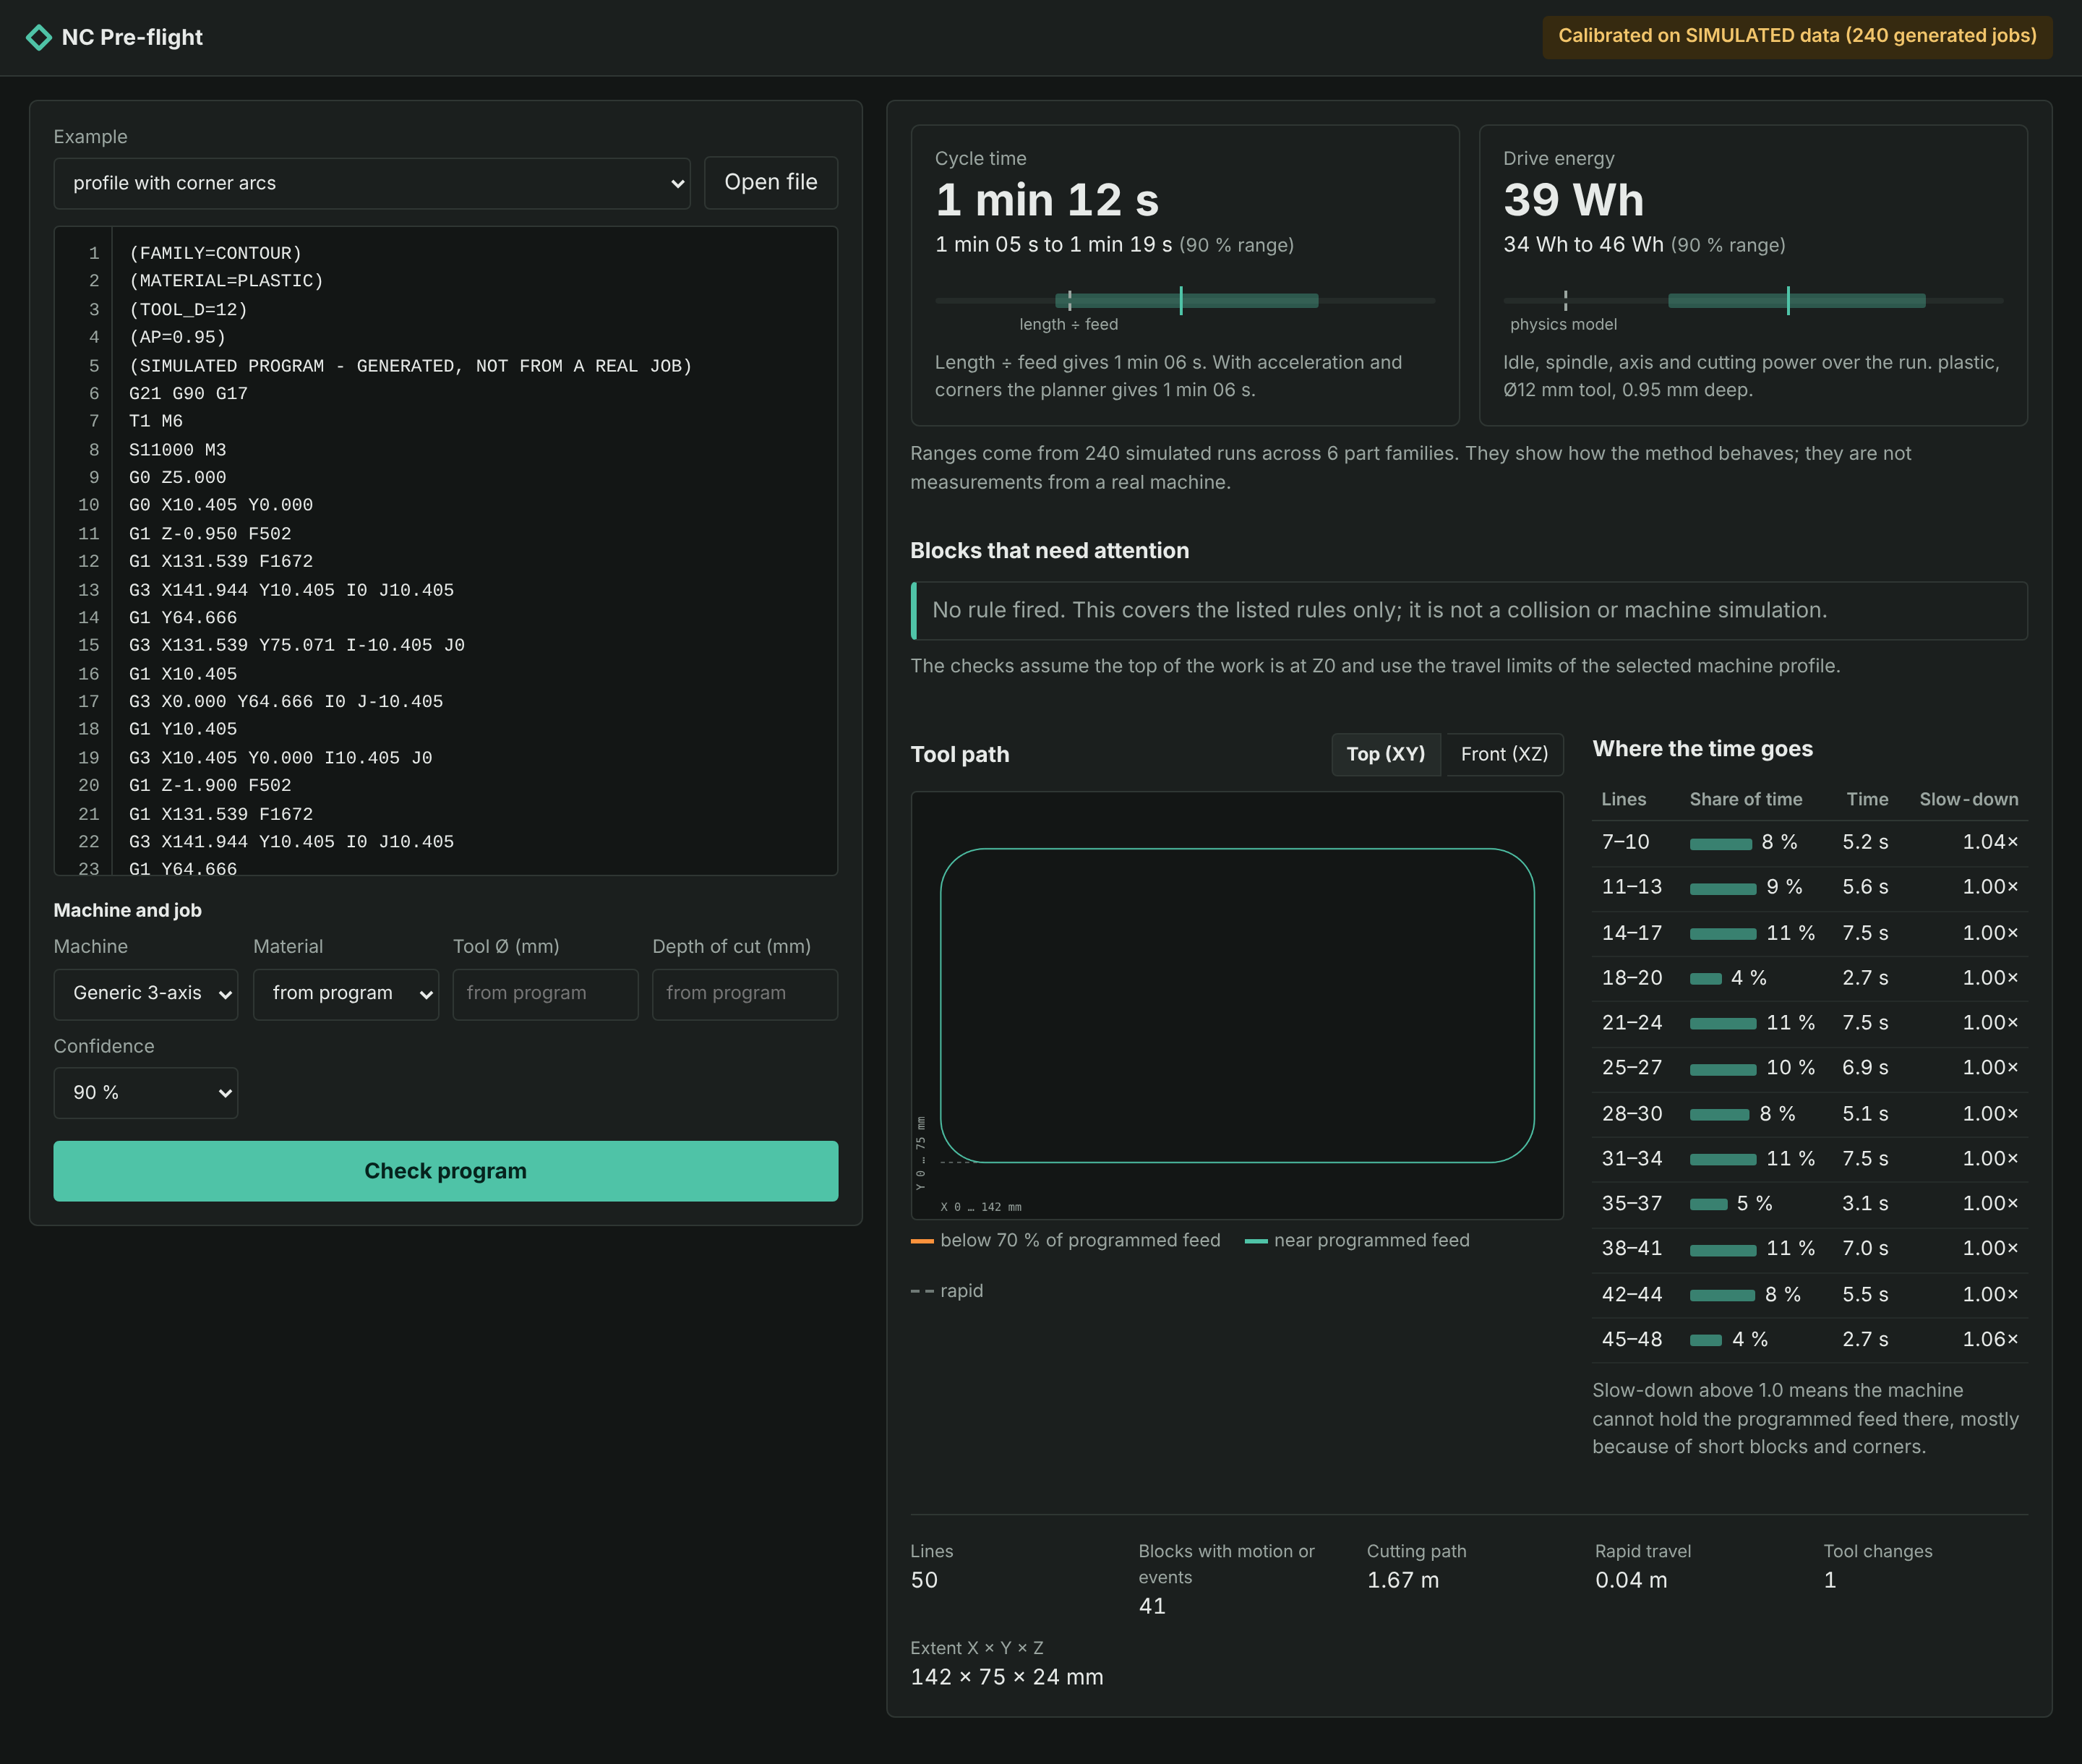 NC Pre-flight
Calibrated on SIMULATED data (240 generated jobs)
Example
profile with corner arcs
Open file
1 (FAMILY=CONTOUR)
2 (MATERIAL=PLASTIC)
3 (TOOL_D=12)
4 (AP=0.95)
5 (SIMULATED PROGRAM - GENERATED, NOT FROM A REAL JOB)
6 G21 G90 G17
7 T1 M6
8 S11000 M3
9 G0 Z5.000
10 G0 X10.405 Y0.000
11 G1 Z-0.950 F502
12 G1 X131.539 F1672
13 G3 X141.944 Y10.405 I0 J10.405
14 G1 Y64.666
15 G3 X131.539 Y75.071 I-10.405 J0
16 G1 X10.405
17 G3 X0.000 Y64.666 I0 J-10.405
18 G1 Y10.405
19 G3 X10.405 Y0.000 I10.405 J0
20 G1 Z-1.900 F502
21 G1 X131.539 F1672
22 G3 X141.944 Y10.405 I0 J10.405
23 G1 Y64.666
Machine and job
Machine Material Tool Ø (mm) Depth of cut (mm)
Generic 3-axis from program from program from program
Confidence
90 %
Check program
Cycle time
1 min 12 s
1 min 05 s to 1 min 19 s (90 % range)
length ÷ feed
Length ÷ feed gives 1 min 06 s. With acceleration and
corners the planner gives 1 min 06 s.
Drive energy
39 Wh
34 Wh to 46 Wh (90 % range)
physics model
Idle, spindle, axis and cutting power over the run. plastic,
Ø12 mm tool, 0.95 mm deep.
Ranges come from 240 simulated runs across 6 part families. They show how the method behaves; they are not
measurements from a real machine.
Blocks that need attention
No rule fired. This covers the listed rules only; it is not a collision or machine simulation.
The checks assume the top of the work is at Z0 and use the travel limits of the selected machine profile.
Tool path
Top (XY) Front (XZ)
Y 0 … 75 mm
X 0 … 142 mm
below 70 % of programmed feed near programmed feed
rapid
Where the time goes
Lines Share of time Time Slow-down
7–10 8 % 5.2 s 1.04×
11–13 9 % 5.6 s 1.00×
14–17 11 % 7.5 s 1.00×
18–20 4 % 2.7 s 1.00×
21–24 11 % 7.5 s 1.00×
25–27 10 % 6.9 s 1.00×
28–30 8 % 5.1 s 1.00×
31–34 11 % 7.5 s 1.00×
35–37 5 % 3.1 s 1.00×
38–41 11 % 7.0 s 1.00×
42–44 8 % 5.5 s 1.00×
45–48 4 % 2.7 s 1.06×
Slow-down above 1.0 means the machine
cannot hold the programmed feed there, mostly
because of short blocks and corners.
Lines
50
Blocks with motion or
events
41
Cutting path
1.67 m
Rapid travel
0.04 m
Tool changes
1
Extent X × Y × Z
142 × 75 × 24 mm